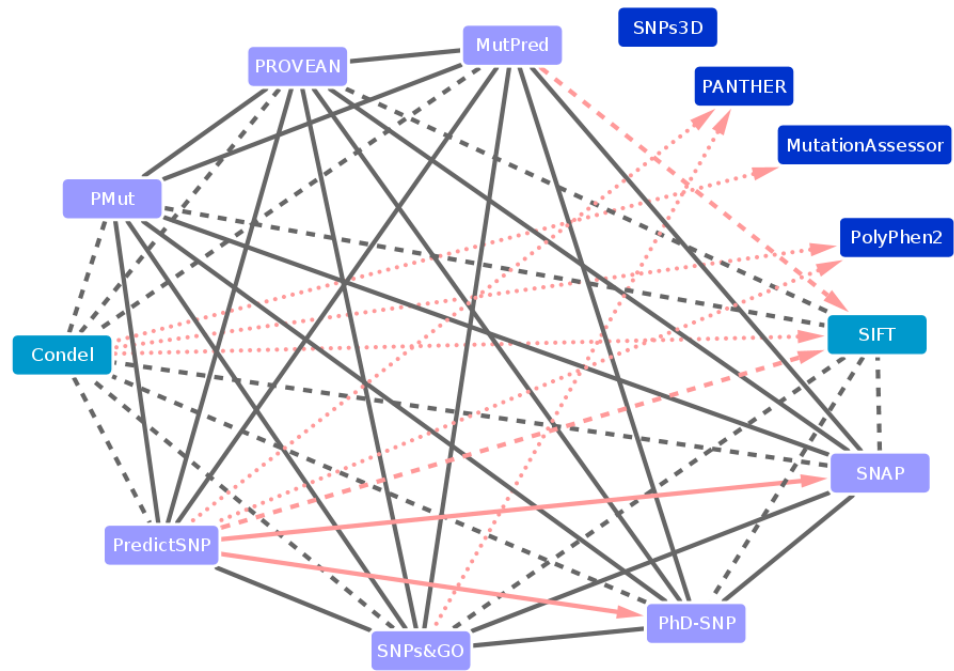 SNPs3D
MutPred
PROVEAN
PANTHER
MutationAssessor
PMut
PolyPhen2
SIFT
Condel
SNAP
PredictSNP
PhD-SNP
SNPs&GO